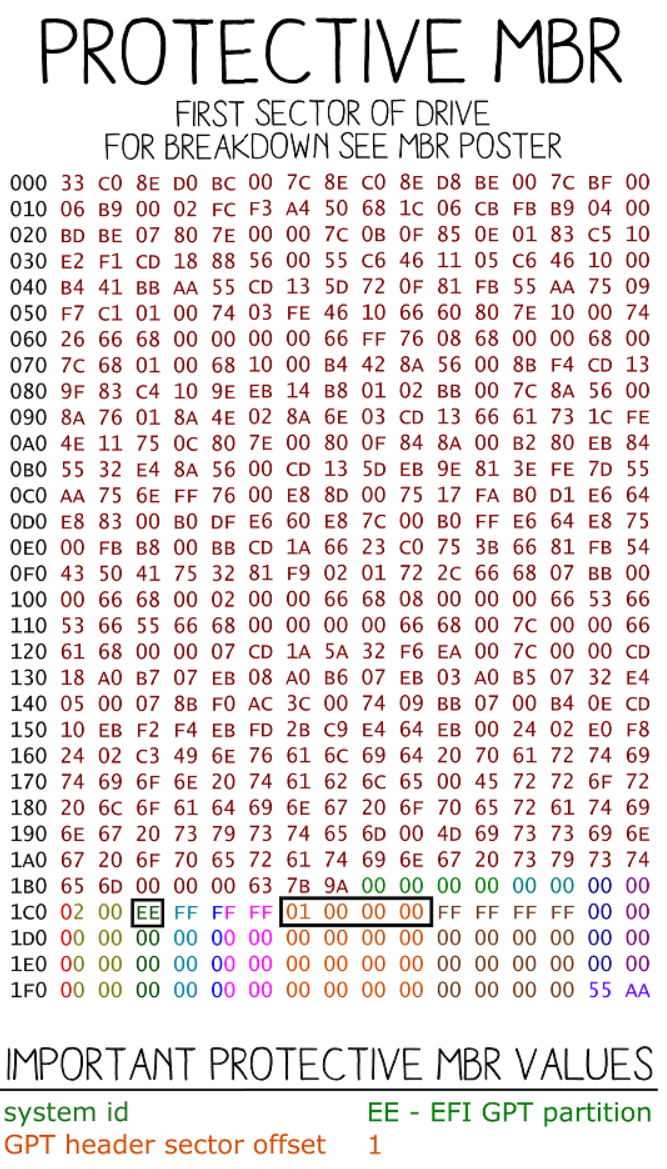 PROTECTIVE MBR
FIRST SECTOR OF DRIVE
FOR BREAKDOWN SEE MBR POSTER
000 33 C0 8E D0 BC 00 7C 8E C0 8E D8 BE 00 7C BF 00
010 06 B9 00 02 FC F3 A4 50 68 1C 06 CB FB B9 04 00
020 BD BE 07 80 7E 00 00 7C 0B 0F 85 0E 01 83 C5 10
030 E2 F1 CD 18 88 56 00 55 C6 46 11 05 C6 46 10 00
040 B4 41 BB AA 55 CD 13 5D 72 0F 81 FB 55 AA 75 09
050 F7 C1 01 00 74 03 FE 46 10 66 60 80 7E 10 00 74
060 26 66 68 00 00 00 00 66 FF 76 08 68 00 00 68 00
070 7C 68 01 00 68 10 00 B4 42 8A 56 00 8B F4 CD 13
080 9F 83 C4 10 9E EB 14 B8 01 02 BB 00 7C 8A 56 00
090 8A 76 01 8A 4E 02 8A 6E 03 CD 13 66 61 73 1C FE
0A0 4E 11 75 0C 80 7E 00 80 0F 84 8A 00 B2 80 EB 84
0B0 55 32 E4 8A 56 00 CD 13 5D EB 9E 81 3E FE 7D 55
0C0 AA 75 6E FF 76 00 E8 8D 00 75 17 FA B0 D1 E6 64
0D0 E8 83 00 B0 DF E6 60 E8 7C 00 B0 FF E6 64 E8 75
0E0 00 FB B8 00 BB CD 1A 66 23 C0 75 3B 66 81 FB 54
0F0 43 50 41 75 32 81 F9 02 01 72 2C 66 68 07 BB 00
100 00 66 68 00 02 00 00 66 68 08 00 00 00 66 53 66
110 53 66 55 66 68 00 00 00 00 66 68 00 7C 00 00 66
120 61 68 00 00 07 CD 1A 5A 32 F6 EA 00 7C 00 00 CD
130 18 A0 B7 07 EB 08 A0 B6 07 EB 03 A0 B5 07 32 E4
140 05 00 07 8B F0 AC 3C 00 74 09 BB 07 00 B4 0E CD
150 10 EB F2 F4 EB FD 2B C9 E4 64 EB 00 24 02 E0 F8
160 24 02 C3 49 6E 76 61 6C 69 64 20 70 61 72 74 69
170 74 69 6F 6E 20 74 61 62 6C 65 00 45 72 72 6F 72
180 20 6C 6F 61 64 69 6E 67 20 6F 70 65 72 61 74 69
190 6E 67 20 73 79 73 74 65 6D 00 4D 69 73 73 69 6E
1A0 67 20 6F 70 65 72 61 74 69 6E 67 20 73 79 73 74
1B0 65 6D 00 00 00 63 7B 9A 00 00 00 00 00 00 00 00
1C0 02 00 EE FF FF FF 01 00 00 00 FF FF FF FF 00 00
1D0 00 00 00 00 00 00 00 00 00 00 00 00 00 00 00 00
1E0 00 00 00 00 00 00 00 00 00 00 00 00 00 00 00 00
1F0 00 00 00 00 00 00 00 00 00 00 00 00 00 00 55 AA
IMPORTANT PROTECTIVE MBR VALUES
system id EE - EFI GPT partition
GPT header sector offset 1